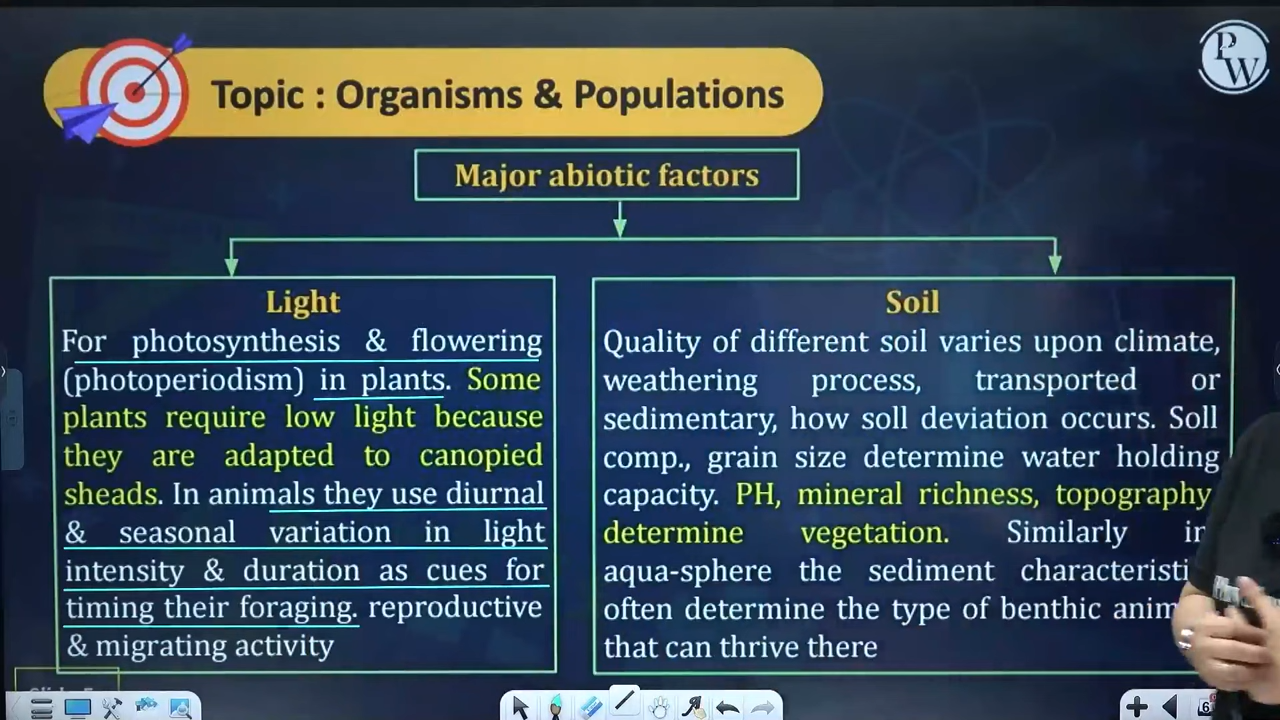 PW
Topic : Organisms & Populations
Major abiotic factors
Light
For photosynthesis & flowering
(photoperiodism) in plants. Some
plants require low light because
they are adapted to canopied
sheads. In animals they use diurnal
& seasonal variation in light
intensity & duration as cues for
timing their foraging. reproductive
& migrating activity
Soil
Quality of different soil varies upon climate,
weathering process, transported or
sedimentary, how soll deviation occurs. Soll
comp., grain size determine water holding
capacity. PH, mineral richness, topography
determine vegetation. Similarly in
aqua-sphere the sediment characteristi
often determine the type of benthic anim
that can thrive there